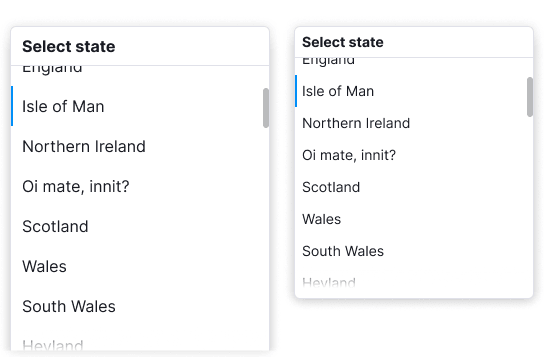 Select state
England
Isle of Man
Northern Ireland
Oi mate, innit?
Scotland
Wales
South Wales
Heyland
Select state
England
Isle of Man
Northern Ireland
Oi mate, innit?
Scotland
Wales
South Wales
Heyland